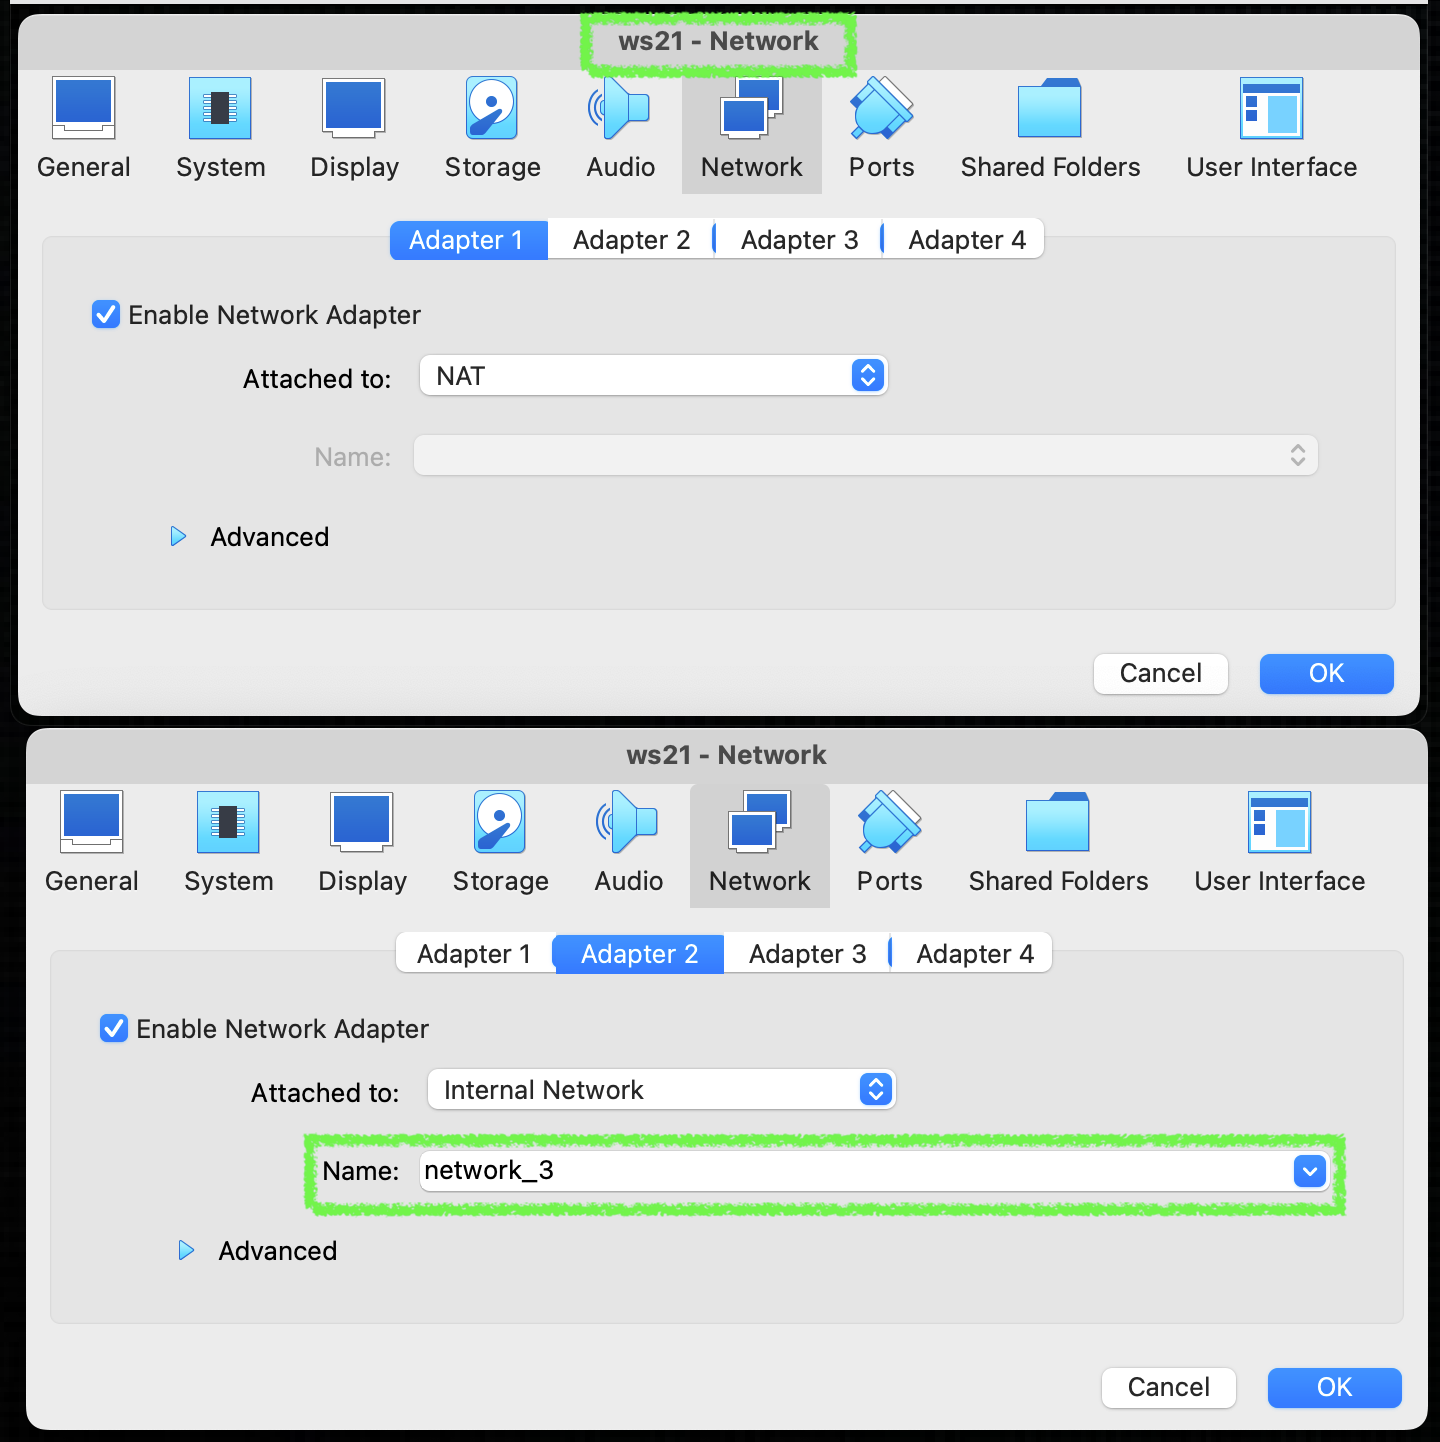 ws21 - Network
General System Display Storage Audio Network Ports Shared Folders User Interface
Adapter 1 Adapter 2 Adapter 3 Adapter 4
Enable Network Adapter
Attached to: NAT
Name:
Advanced
Cancel OK
ws21 - Network
General System Display Storage Audio Network Ports Shared Folders User Interface
Adapter 1 Adapter 2 Adapter 3 Adapter 4
Enable Network Adapter
Attached to: Internal Network
Name: network_3
Advanced
Cancel OK